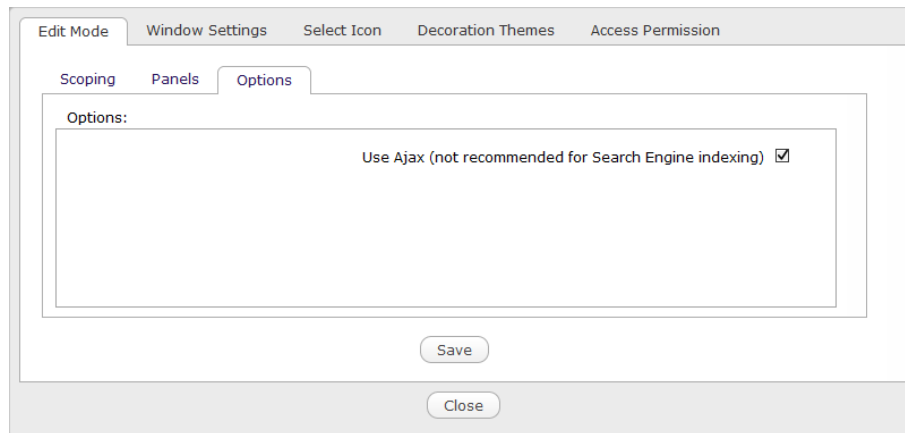 Edit Mode Window Settings Select Icon Decoration Themes Access Permission
Scoping Panels Options
Options:
Use Ajax (not recommended for Search Engine indexing)
Save
Close